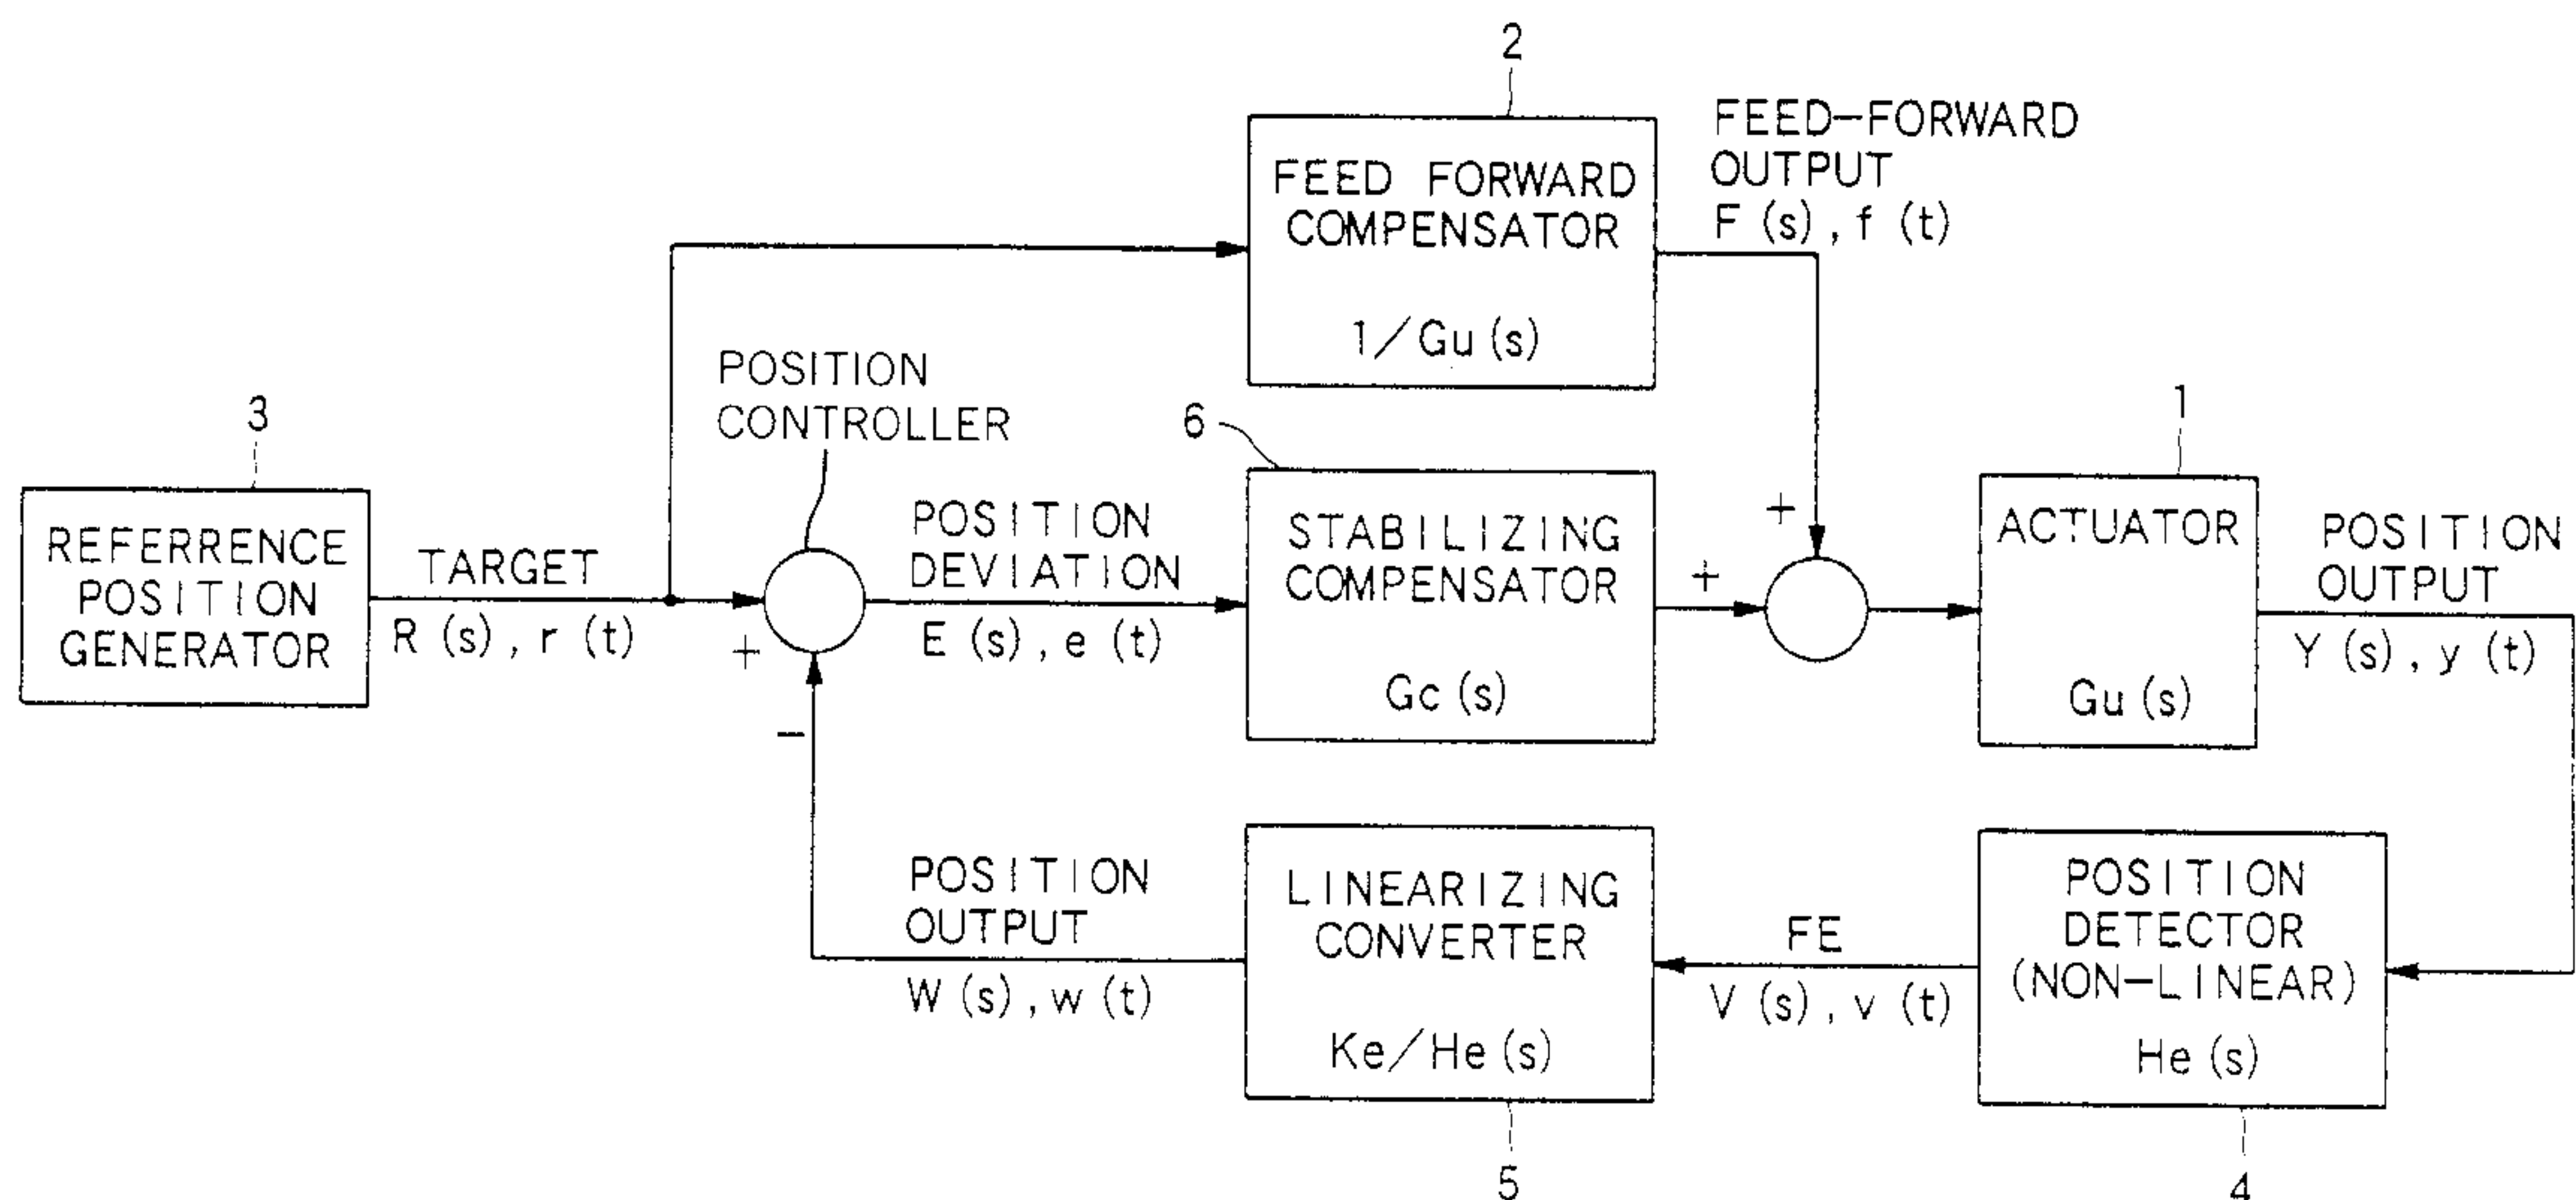 2
FEED FORWARD
COMPENSATOR
1/Gu (s)
FEED-FORWARD
OUTPUT
F (s) , f (t)
POSITION
CONTROLLER
3
REFERRENCE
POSITION
GENERATOR
TARGET
R (s) , r (t)
+
-
POSITION
DEVIATION
E (s) , e (t)
6
STABILIZING
COMPENSATOR
Gc (s)
+
+
1
ACTUATOR
Gu (s)
POSITION
OUTPUT
Y (s) , y (t)
POSITION
OUTPUT
W (s) , w (t)
LINEARIZING
CONVERTER
Ke/He (s)
5
FE
V (s) , v (t)
POSITION
DETECTOR
(NON-LINEAR)
He (s)
4